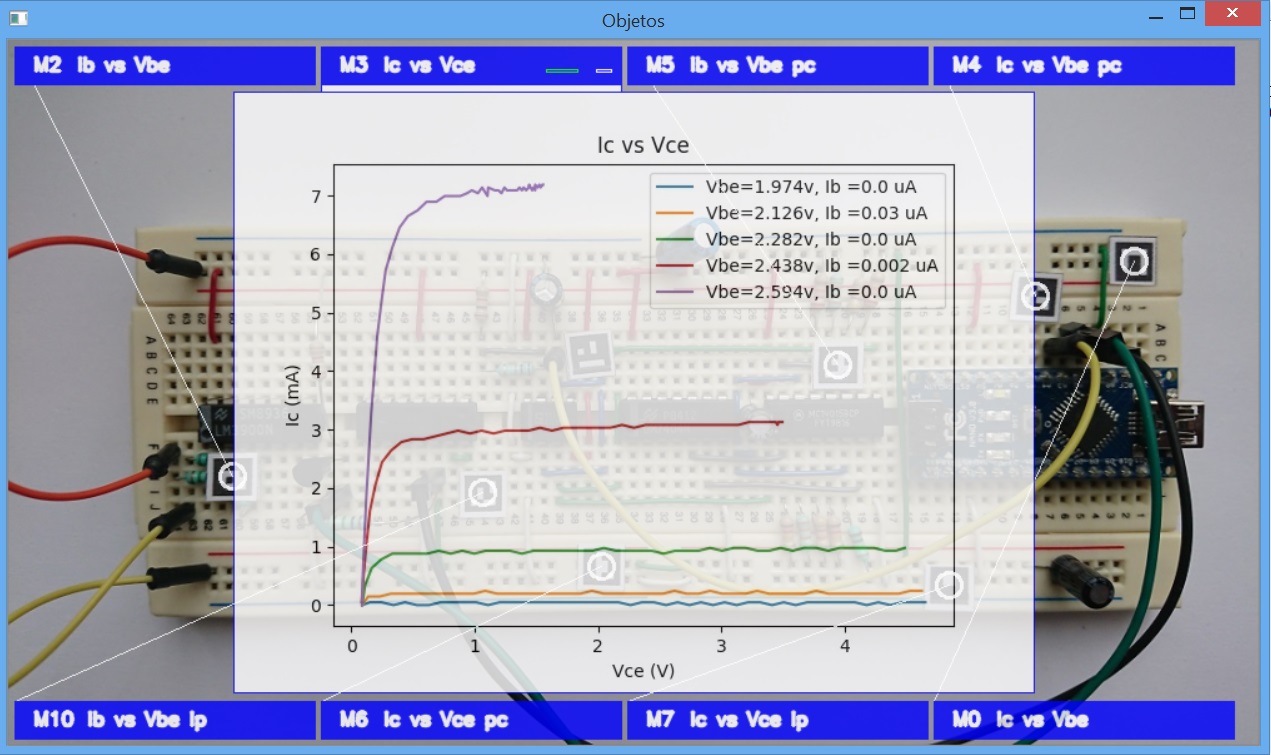 Objetos
M2 Ib vs Vbe
M3 Ic vs Vce
M5 Ib vs Vbe pc
M4 Ic vs Vbe pc
Ic vs Vce
Vbe=1.974v, Ib =0.0 uA
Vbe=2.126v, Ib =0.03 uA
Vbe=2.282v, Ib =0.0 uA
Vbe=2.438v, Ib =0.002 uA
Vbe=2.594v, Ib =0.0 uA
Ic (mA)
7
6
5
4
3
2
1
0
0 1 2 3 4
Vce (V)
A B C D E
A B C
M10 Ib vs Vbe lp
M6 Ic vs Vce pc
M7 Ic vs Vce lp
M0 Ic vs Vbe